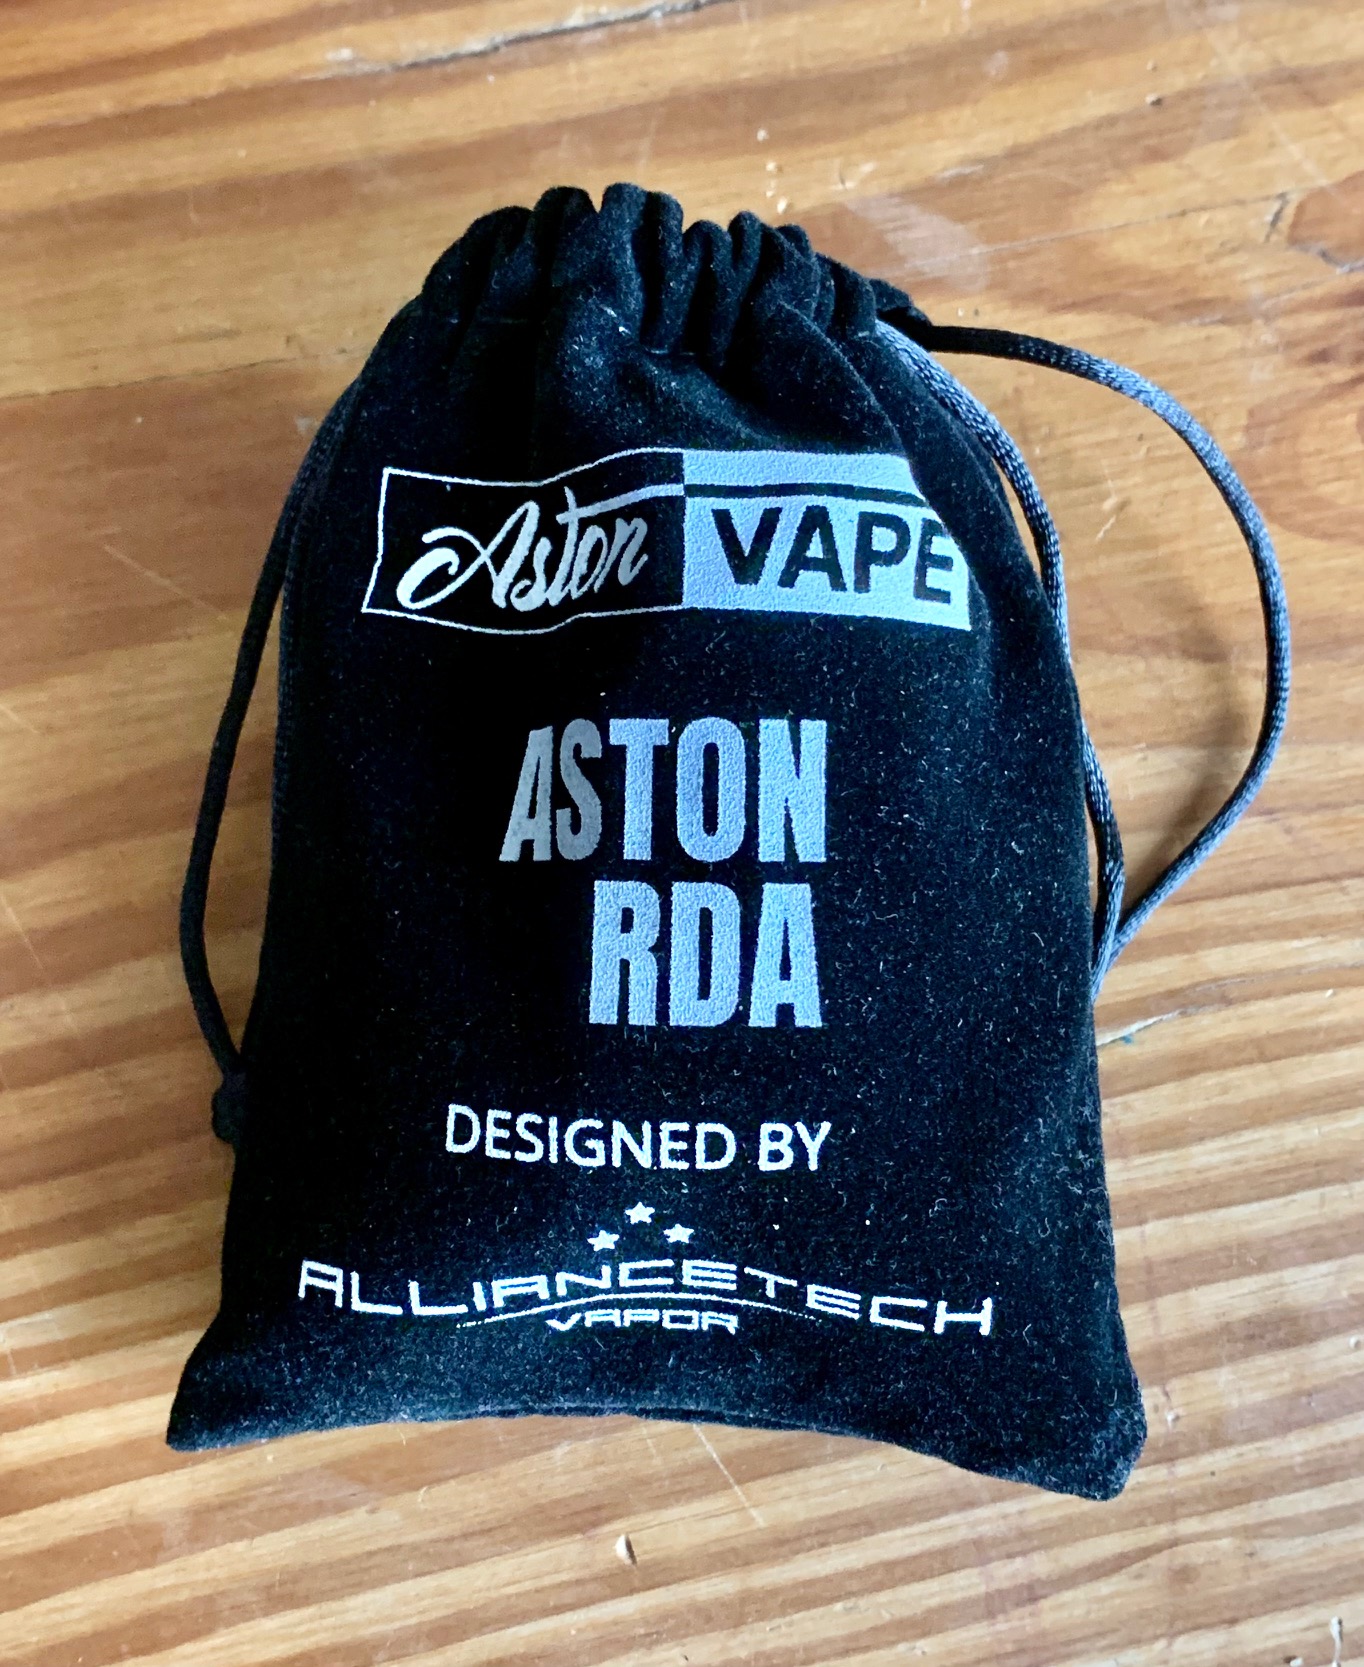 Aston VAPE
ASTON
RDA
DESIGNED BY
ALLIANCETECH
VAPOR